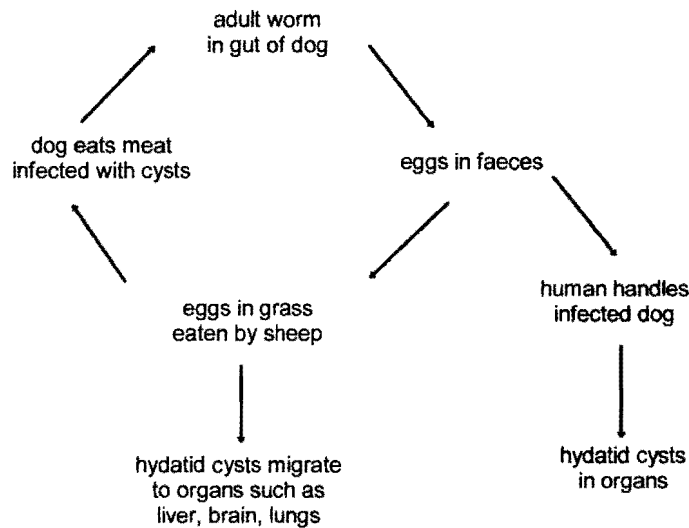 adult worm
in gut of dog
dog eats meat
infected with cysts
eggs in faeces
eggs in grass
eaten by sheep
human handles
infected dog
hydatid cysts migrate
to organs such as
liver, brain, lungs
hydatid cysts
in organs